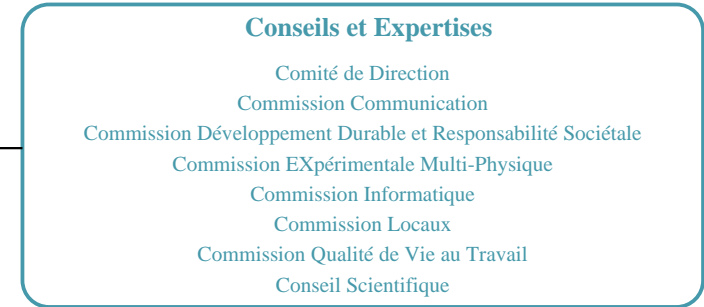 Conseils et Expertises
Comité de Direction
Commission Communication
Commission Développement Durable et Responsabilité Sociétale
Commission EXpérimentale Multi-Physique
Commission Informatique
Commission Locaux
Commission Qualité de Vie au Travail
Conseil Scientifique